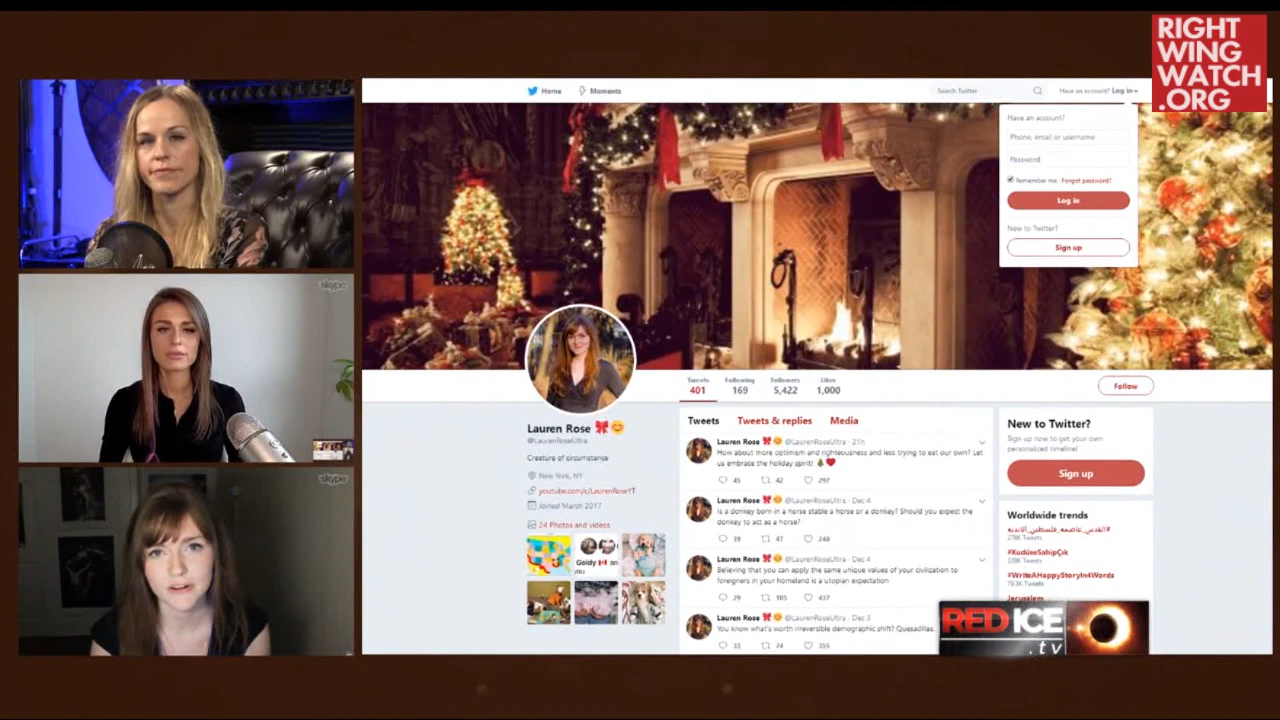 RIGHT
WING
WATCH
.ORG
Home
Moments
Search Twitter
Have an account? Log in
Have an account?
Phone, email or username
Password
Remember me · Forgot password?
Log in
New to Twitter?
Sign up
skype
skype
Tweets
401
Following
169
Followers
5,422
Likes
1,000
Follow
Lauren Rose
@LaurenRoseUltra
Creature of circumstance
New York, NY
youtube.com/c/LaurenRoseYT
Joined March 2017
24 Photos and videos
Goldy
Tweets
Tweets & replies
Media
Lauren Rose 🎀😊 @LaurenRoseUltra · 21h
How about more optimism and righteousness and less trying to eat our own? Let
us embrace the holiday spirit! 🎄❤️
45 42 297
Lauren Rose 🎀😊 @LaurenRoseUltra · Dec 4
Is a donkey born in a horse stable a horse or a donkey? Should you expect the
donkey to act as a horse?
39 47 240
Lauren Rose 🎀😊 @LaurenRoseUltra · Dec 4
Believing that you can apply the same unique values of your civilization to
foreigners in your homeland is a utopian expectation
29 105 437
Lauren Rose 🎀😊 @LaurenRoseUltra · Dec 3
You know what's worth irreversible demographic shift? Quesadillas.
33 74 355
New to Twitter?
Sign up now to get your own
personalized timeline!
Sign up
Worldwide trends
#القدس_عاصمه_فلسطين_الابديه
#KudüseSahipÇık
#WriteAHappyStoryIn4Words
Jerusalem
RED ICE
.tv